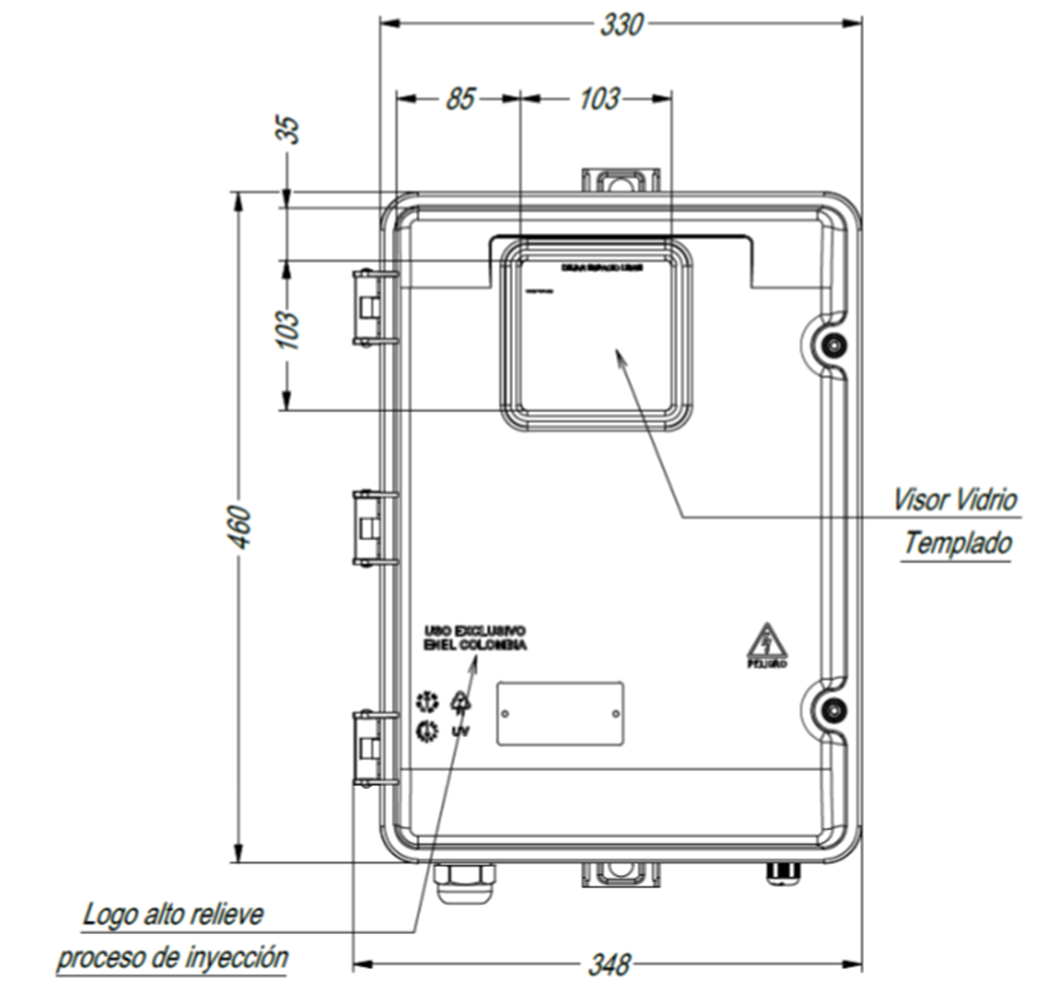 330
85
103
35
103
460
Visor Vidrio
Templado
USO EXCLUSIVO
ENEL COLOMBIA
PELIGRO
UV
Logo alto relieve
proceso de inyección
348